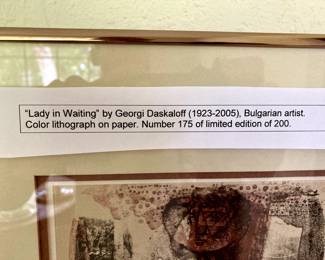 "Lady in Waiting" by Georgi Daskaloff (1923-2005), Bulgarian artist.
Color lithograph on paper. Number 175 of limited edition of 200.